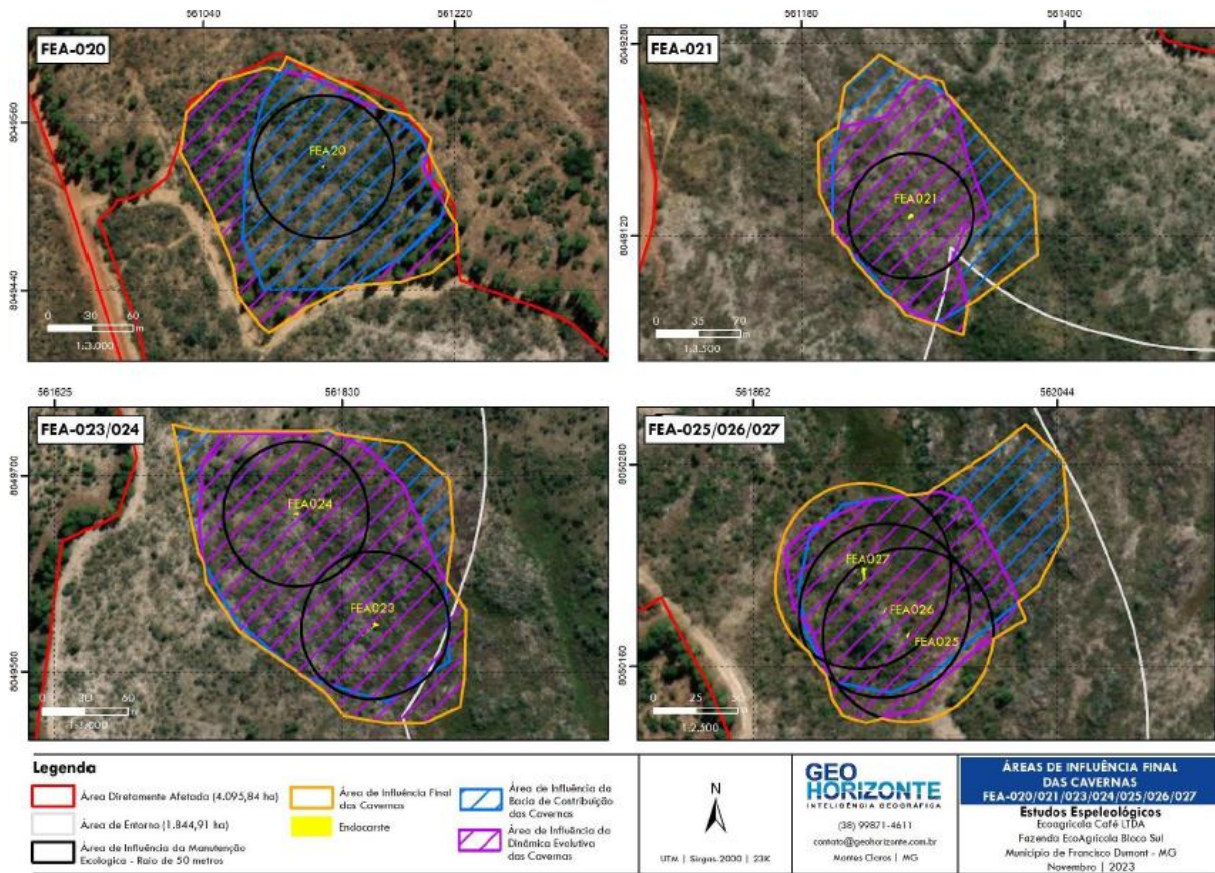 561040 561220
FEA-020
8049560
8049440
FEA20
0 30 60
m
1:3.000
561180 561400
FEA-021
8049280
8049120
FEA021
0 35 70
m
1:3.500
561625 561830
FEA-023/024
8049700
8049560
FEA024
FEA023
60
m
561862 562044
FEA-025/026/027
8050280
8050160
FEA027
FEA026
FEA025
0 25
1:2.500
Legenda
Área Diretamente Afetada (4.095,84 ha)
Área de Entorno (1.844,91 ha)
Área de Influência da Manutenção
Ecologica - Raio de 50 metros
Área de Influência Final
das Cavernas
Endocarste
Área de Influência da
Bacia de Contribuição
das Cavernas
Área de Influência da
Dinâmica Evolutiva
das Cavernas
N
UTM | Sirgas 2000 | 23K
GEO
HORIZONTE
INTELIGÊNCIA GEOGRÁFICA
(38) 99871-4611
contato@geohorizonte.com.br
Montes Claros | MG
ÁREAS DE INFLUÊNCIA FINAL
DAS CAVERNAS
FEA-020/021/023/024/025/026/027
Estudos Espeleológicos
Ecoagrícola Café LTDA
Fazenda EcoAgrícola Bloco Sul
Município de Francisco Dumont - MG
Novembro | 2023